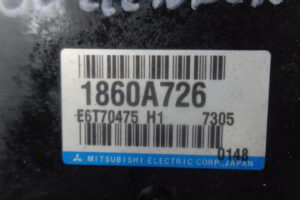 1860A726
E6T70475 H1 7305
0148
MITSUBISHI ELECTRIC CORP.,JAPAN